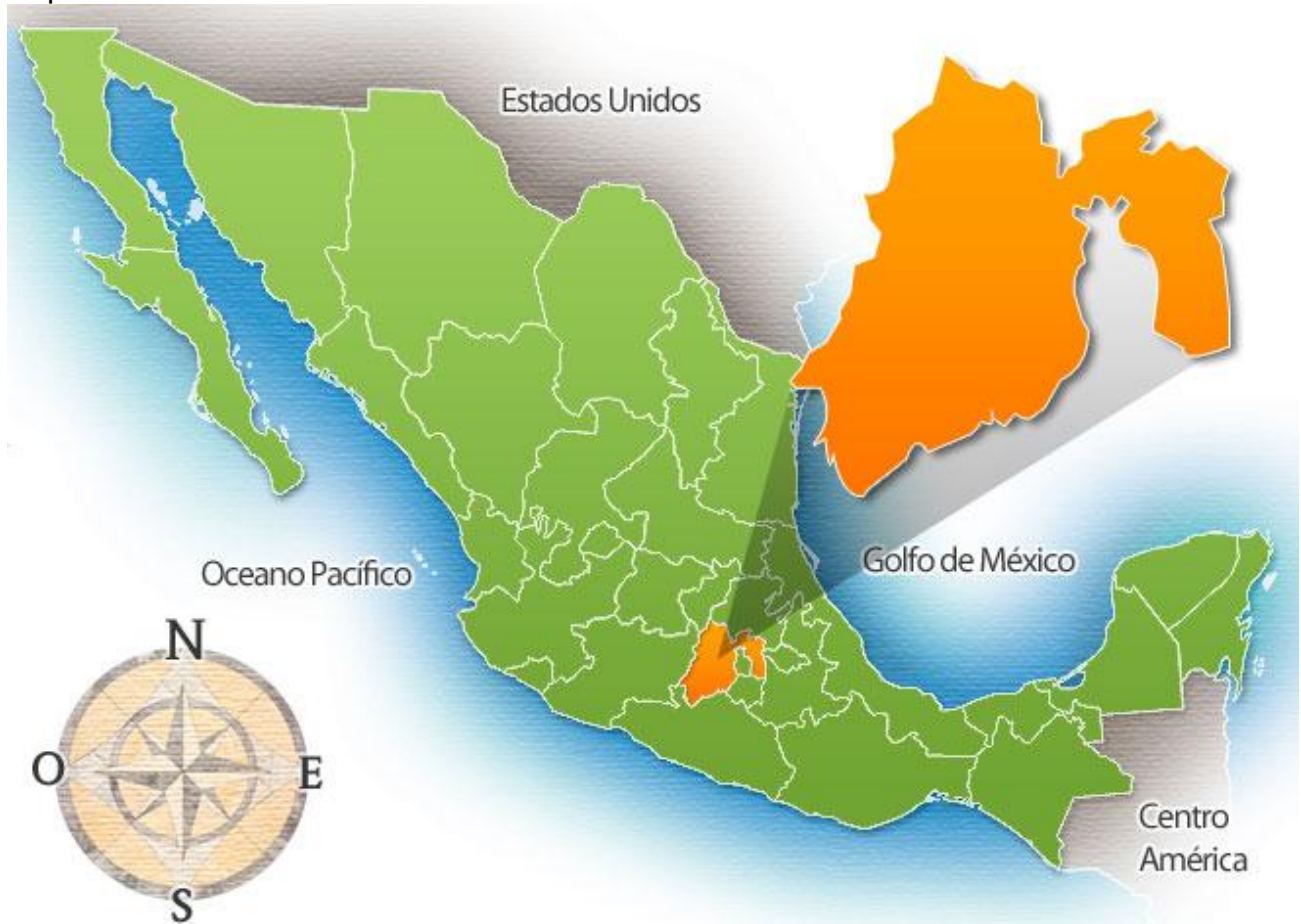 Estados Unidos
Golfo de México
Oceano Pacífico
N
O
E
S
Centro
América